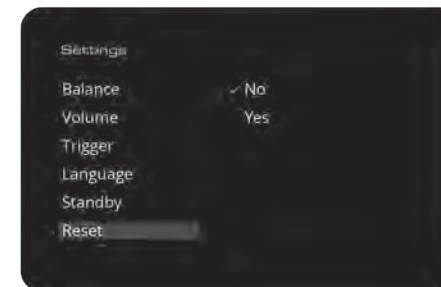 Settings
Balance ✓ No
Volume Yes
Trigger
Language
Standby
Reset